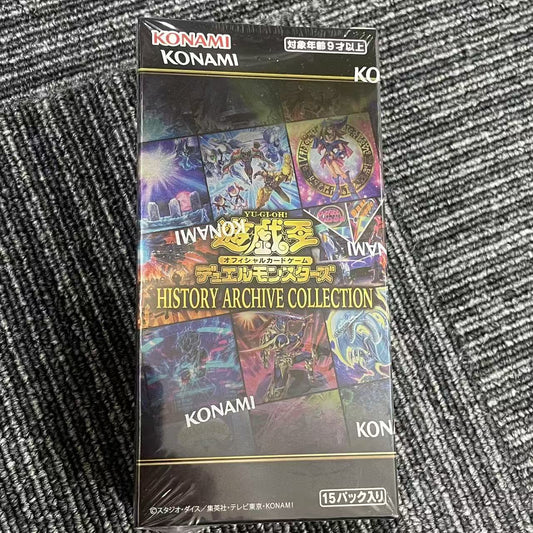 KONAMI
KONAMI
対象年齢9才以上
KO
YU-GI-OH!
遊戯王
KONAMI
オフィシャルカードゲーム
デュエルモンスターズ
HISTORY ARCHIVE COLLECTION
KONAMI
KON
15パック入り
©スタジオ・ダイス/集英社・テレビ東京・KONAMI